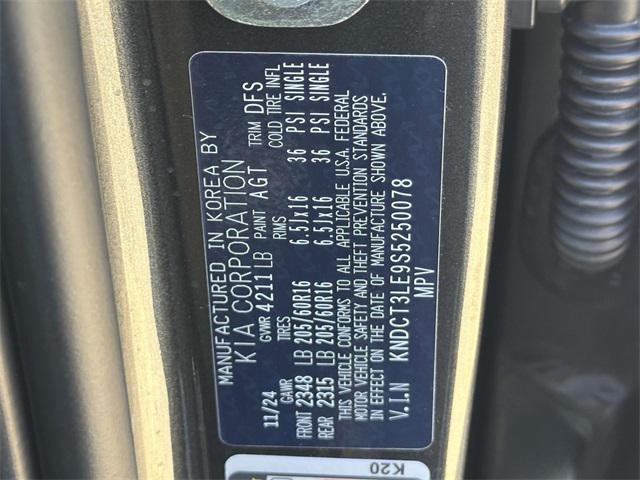 MANUFACTURED IN KOREA BY
KIA CORPORATION
GVWR 4211LB PAINT AGT TRIM DFS
11/24 GAWR TIRES RIMS COLD TIRE INFL
FRONT 2348 LB 205/60R16 6.5Jx16 36 PSI SINGLE
REAR 2315 LB 205/60R16 6.5Jx16 36 PSI SINGLE
THIS VEHICLE CONFORMS TO ALL APPLICABLE U.S.A. FEDERAL
MOTOR VEHICLE SAFETY AND THEFT PREVENTION STANDARDS
IN EFFECT ON THE DATE OF MANUFACTURE SHOWN ABOVE.
V.I.N KNDCT3LE9S5250078
MPV
K20